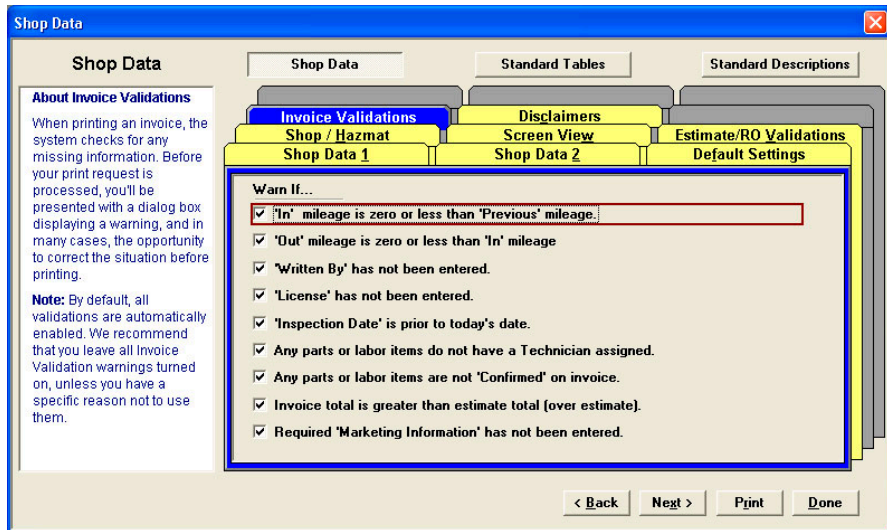 Shop Data
Shop Data
Shop Data
Standard Tables
Standard Descriptions
About Invoice Validations
When printing an invoice, the
system checks for any
missing information. Before
your print request is
processed, you'll be
presented with a dialog box
displaying a warning, and in
many cases, the opportunity
to correct the situation before
printing.
Note: By default, all
validations are automatically
enabled. We recommend
that you leave all Invoice
Validation warnings turned
on, unless you have a
specific reason not to use
them.
Invoice Validations
Disclaimers
Shop / Hazmat
Screen View
Estimate/RO Validations
Shop Data 1
Shop Data 2
Default Settings
Warn If...
'In' mileage is zero or less than 'Previous' mileage.
'Out' mileage is zero or less than 'In' mileage
'Written By' has not been entered.
'License' has not been entered.
'Inspection Date' is prior to today's date.
Any parts or labor items do not have a Technician assigned.
Any parts or labor items are not 'Confirmed' on invoice.
Invoice total is greater than estimate total (over estimate).
Required 'Marketing Information' has not been entered.
< Back
Next >
Print
Done